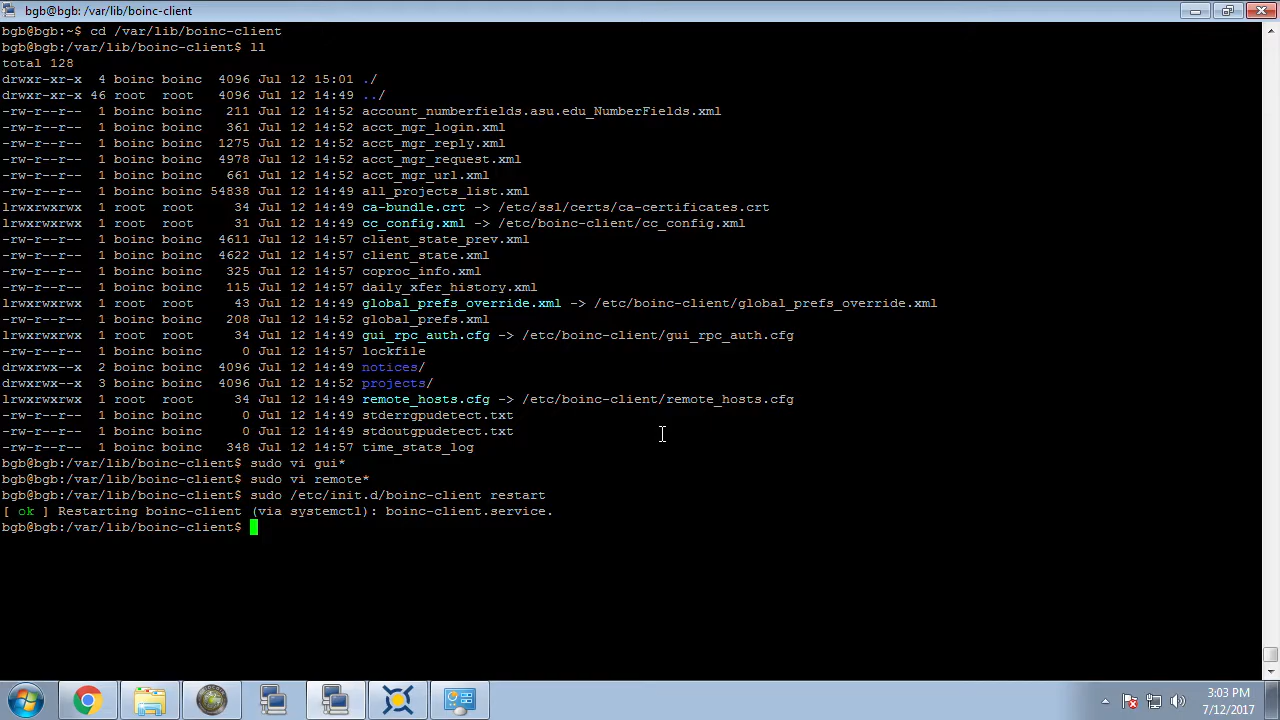 bgb@bgb: /var/lib/boinc-client
bgb@bgb:~$ cd /var/lib/boinc-client
bgb@bgb:/var/lib/boinc-client$ ll
total 128
drwxr-xr-x  4 boinc boinc  4096 Jul 12 15:01 ./
drwxr-xr-x 46 root  root   4096 Jul 12 14:49 ../
-rw-r--r--  1 boinc boinc   211 Jul 12 14:52 account_numberfields.asu.edu_NumberFields.xml
-rw-r--r--  1 boinc boinc   361 Jul 12 14:52 acct_mgr_login.xml
-rw-r--r--  1 boinc boinc  1275 Jul 12 14:52 acct_mgr_reply.xml
-rw-r--r--  1 boinc boinc  4978 Jul 12 14:52 acct_mgr_request.xml
-rw-r--r--  1 boinc boinc   661 Jul 12 14:52 acct_mgr_url.xml
-rw-r--r--  1 boinc boinc 54838 Jul 12 14:49 all_projects_list.xml
lrwxrwxrwx  1 root  root     34 Jul 12 14:49 ca-bundle.crt -> /etc/ssl/certs/ca-certificates.crt
lrwxrwxrwx  1 root  root     31 Jul 12 14:49 cc_config.xml -> /etc/boinc-client/cc_config.xml
-rw-r--r--  1 boinc boinc  4611 Jul 12 14:57 client_state_prev.xml
-rw-r--r--  1 boinc boinc  4622 Jul 12 14:57 client_state.xml
-rw-r--r--  1 boinc boinc   325 Jul 12 14:57 coproc_info.xml
-rw-r--r--  1 boinc boinc   115 Jul 12 14:57 daily_xfer_history.xml
lrwxrwxrwx  1 root  root     43 Jul 12 14:49 global_prefs_override.xml -> /etc/boinc-client/global_prefs_override.xml
-rw-r--r--  1 boinc boinc   208 Jul 12 14:52 global_prefs.xml
lrwxrwxrwx  1 root  root     34 Jul 12 14:49 gui_rpc_auth.cfg -> /etc/boinc-client/gui_rpc_auth.cfg
-rw-r--r--  1 boinc boinc     0 Jul 12 14:57 lockfile
drwxrwx--x  2 boinc boinc  4096 Jul 12 14:49 notices/
drwxrwx--x  3 boinc boinc  4096 Jul 12 14:52 projects/
lrwxrwxrwx  1 root  root     34 Jul 12 14:49 remote_hosts.cfg -> /etc/boinc-client/remote_hosts.cfg
-rw-r--r--  1 boinc boinc     0 Jul 12 14:49 stderrgpudetect.txt
-rw-r--r--  1 boinc boinc     0 Jul 12 14:49 stdoutgpudetect.txt
-rw-r--r--  1 boinc boinc   348 Jul 12 14:57 time_stats_log
bgb@bgb:/var/lib/boinc-client$ sudo vi gui*
bgb@bgb:/var/lib/boinc-client$ sudo vi remote*
bgb@bgb:/var/lib/boinc-client$ sudo /etc/init.d/boinc-client restart
[ ok ] Restarting boinc-client (via systemctl): boinc-client.service.
bgb@bgb:/var/lib/boinc-client$
3:03 PM
7/12/2017